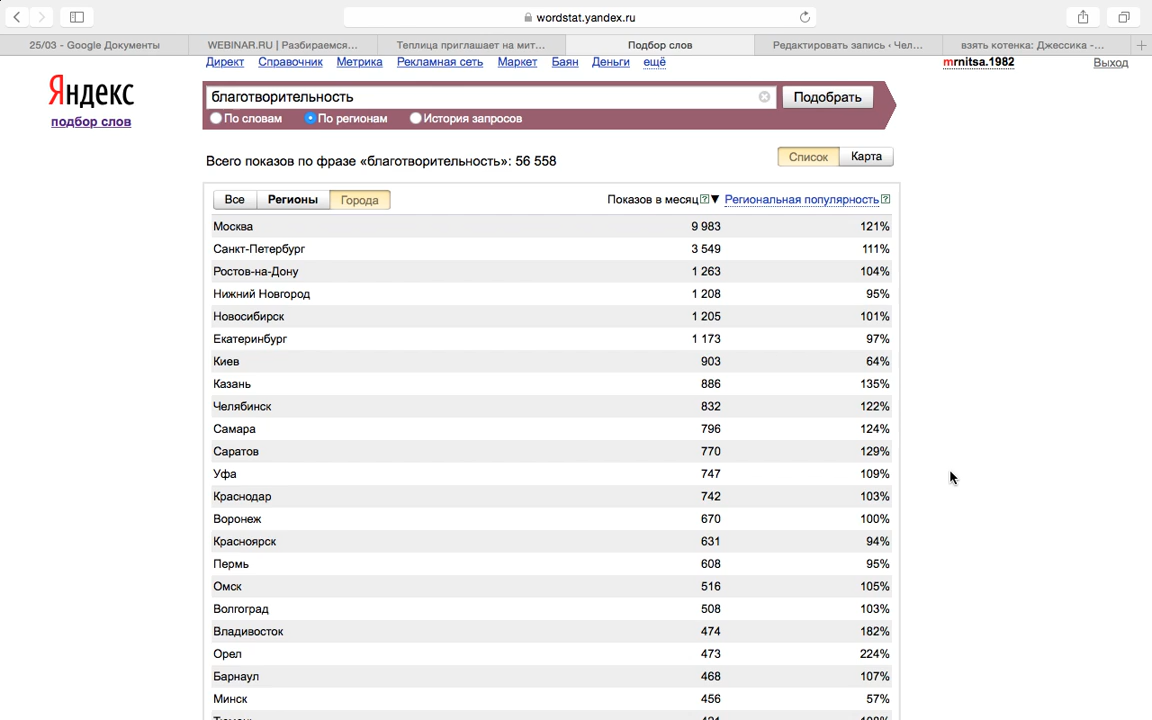 wordstat.yandex.ru
25/03 - Google Документы
WEBINAR.RU | Разбираемся...
Теплица приглашает на мит...
Подбор слов
Редактировать запись ‹ Чел...
взять котенка: Джессика -...
Директ Справочник Метрика Рекламная сеть Маркет Баян Деньги ещё
mrnitsa.1982
Выход
Яндекс
подбор слов
благотворительность
Подобрать
По словам По регионам История запросов
Всего показов по фразе «благотворительность»: 56 558
Список Карта
Все Регионы Города
Показов в месяц ? ▼ Региональная популярность ?
Москва 9 983 121%
Санкт-Петербург 3 549 111%
Ростов-на-Дону 1 263 104%
Нижний Новгород 1 208 95%
Новосибирск 1 205 101%
Екатеринбург 1 173 97%
Киев 903 64%
Казань 886 135%
Челябинск 832 122%
Самара 796 124%
Саратов 770 129%
Уфа 747 109%
Краснодар 742 103%
Воронеж 670 100%
Красноярск 631 94%
Пермь 608 95%
Омск 516 105%
Волгоград 508 103%
Владивосток 474 182%
Орел 473 224%
Барнаул 468 107%
Минск 456 57%